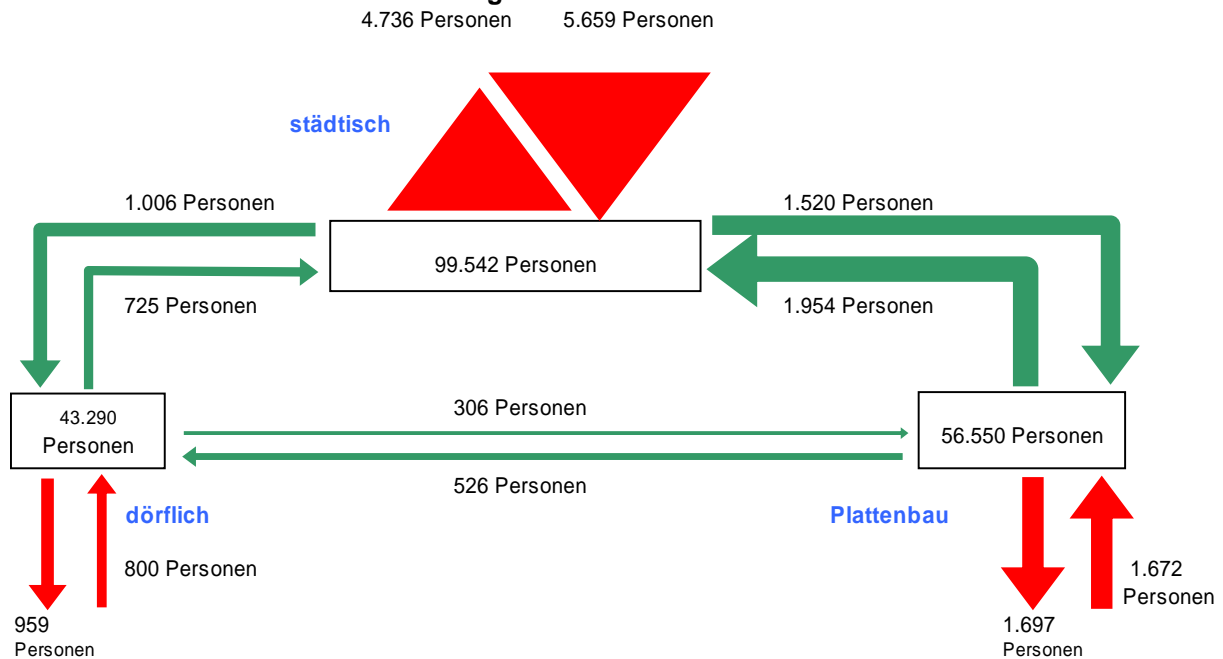 4.736 Personen 5.659 Personen
städtisch
1.006 Personen 1.520 Personen
99.542 Personen
725 Personen 1.954 Personen
43.290
Personen
306 Personen
56.550 Personen
526 Personen
dörflich Plattenbau
800 Personen
1.672
Personen
959
Personen
1.697
Personen